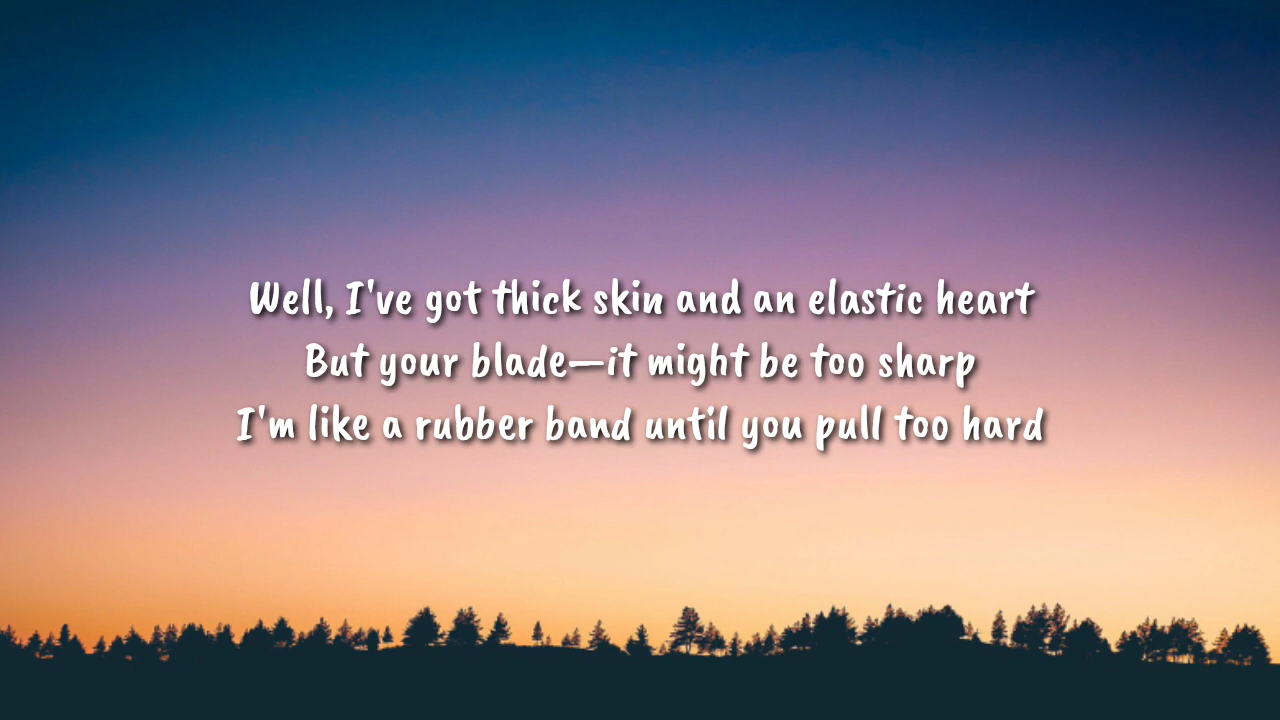 Well, I've got thick skin and an elastic heart
But your blade—it might be too sharp
I'm like a rubber band until you pull too hard